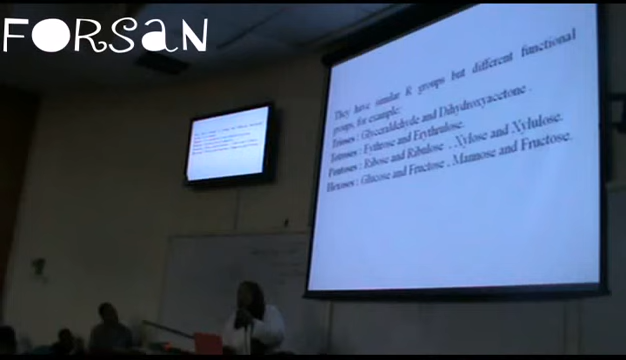 FORSAN
They have similar R groups but different functional
groups, for example:
Trioses : Glyceraldehyde and Dihydroxyacetone .
Tetroses : Eythrose and Erythrulose.
Pentoses : Ribose and Ribulose . Xylose and Xylulose.
Hexoses : Glucose and Fructose . Mannose and Fructose.